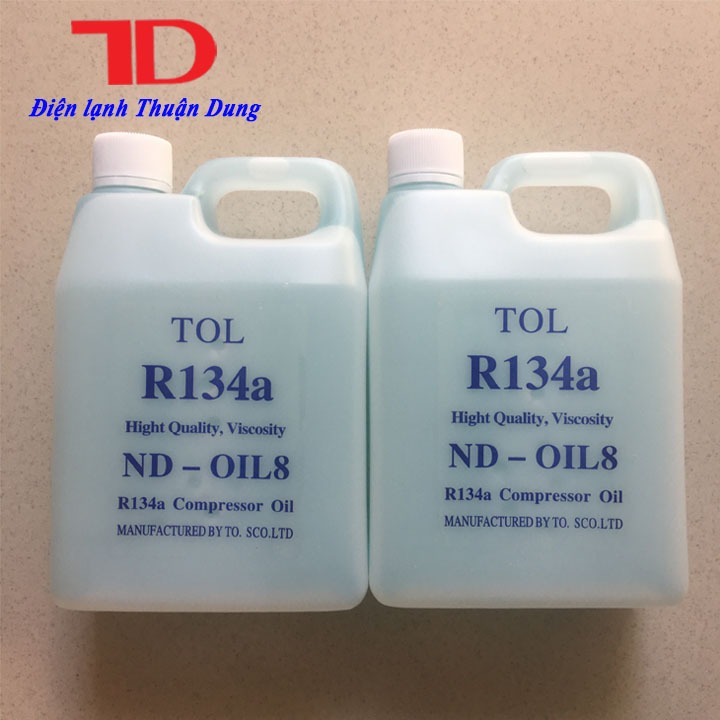 TD
Điện lạnh Thuận Dung
TOL
R134a
Hight Quality, Viscosity
ND – OIL8
R134a Compressor Oil
MANUFACTURED BY TO. SCO.LTD
TOL
R134a
Hight Quality, Viscosity
ND – OIL8
R134a Compressor Oil
MANUFACTURED BY TO. SCO.LTD